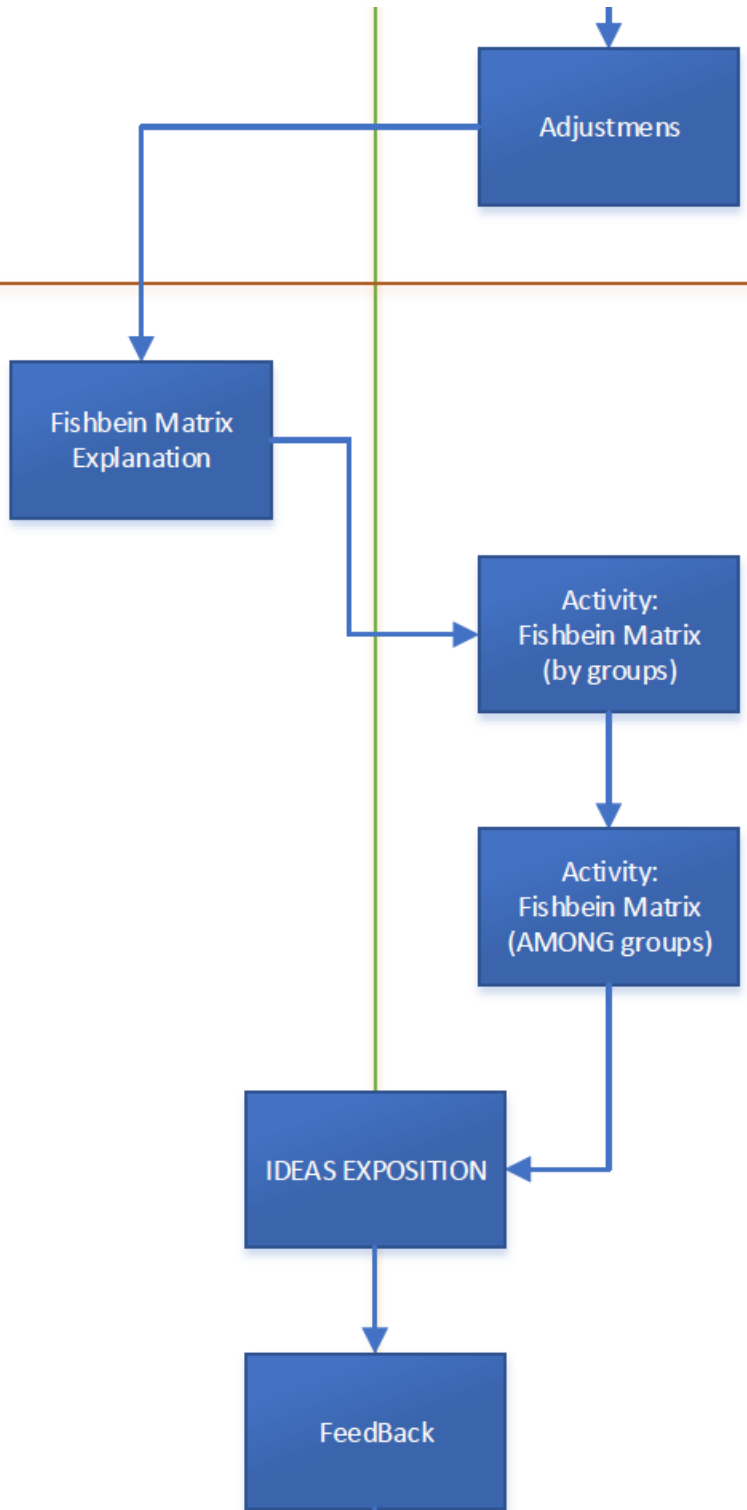 Adjustmens
Fishbein Matrix
Explanation
Activity:
Fishbein Matrix
(by groups)
Activity:
Fishbein Matrix
(AMONG groups)
IDEAS EXPOSITION
FeedBack